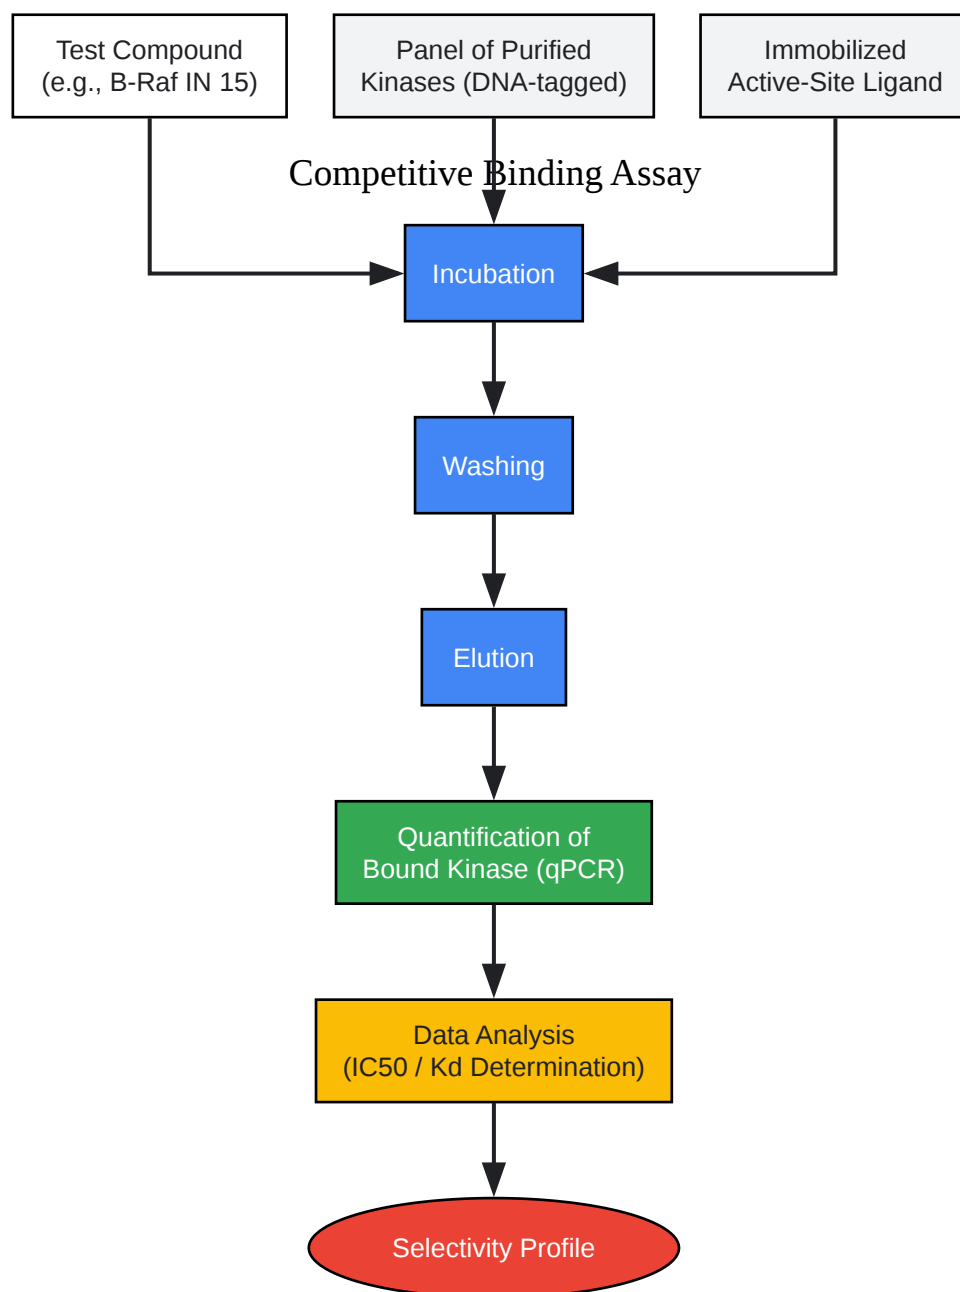 Test Compound
(e.g., B-Raf IN 15)
Panel of Purified
Kinases (DNA-tagged)
Immobilized
Active-Site Ligand
Competitive Binding Assay
Incubation
Washing
Elution
Quantification of
Bound Kinase (qPCR)
Data Analysis
(IC50 / Kd Determination)
Selectivity Profile